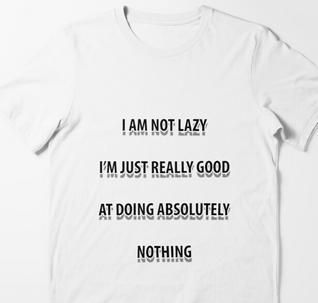 I AM NOT LAZY
I'M JUST REALLY GOOD
AT DOING ABSOLUTELY
NOTHING